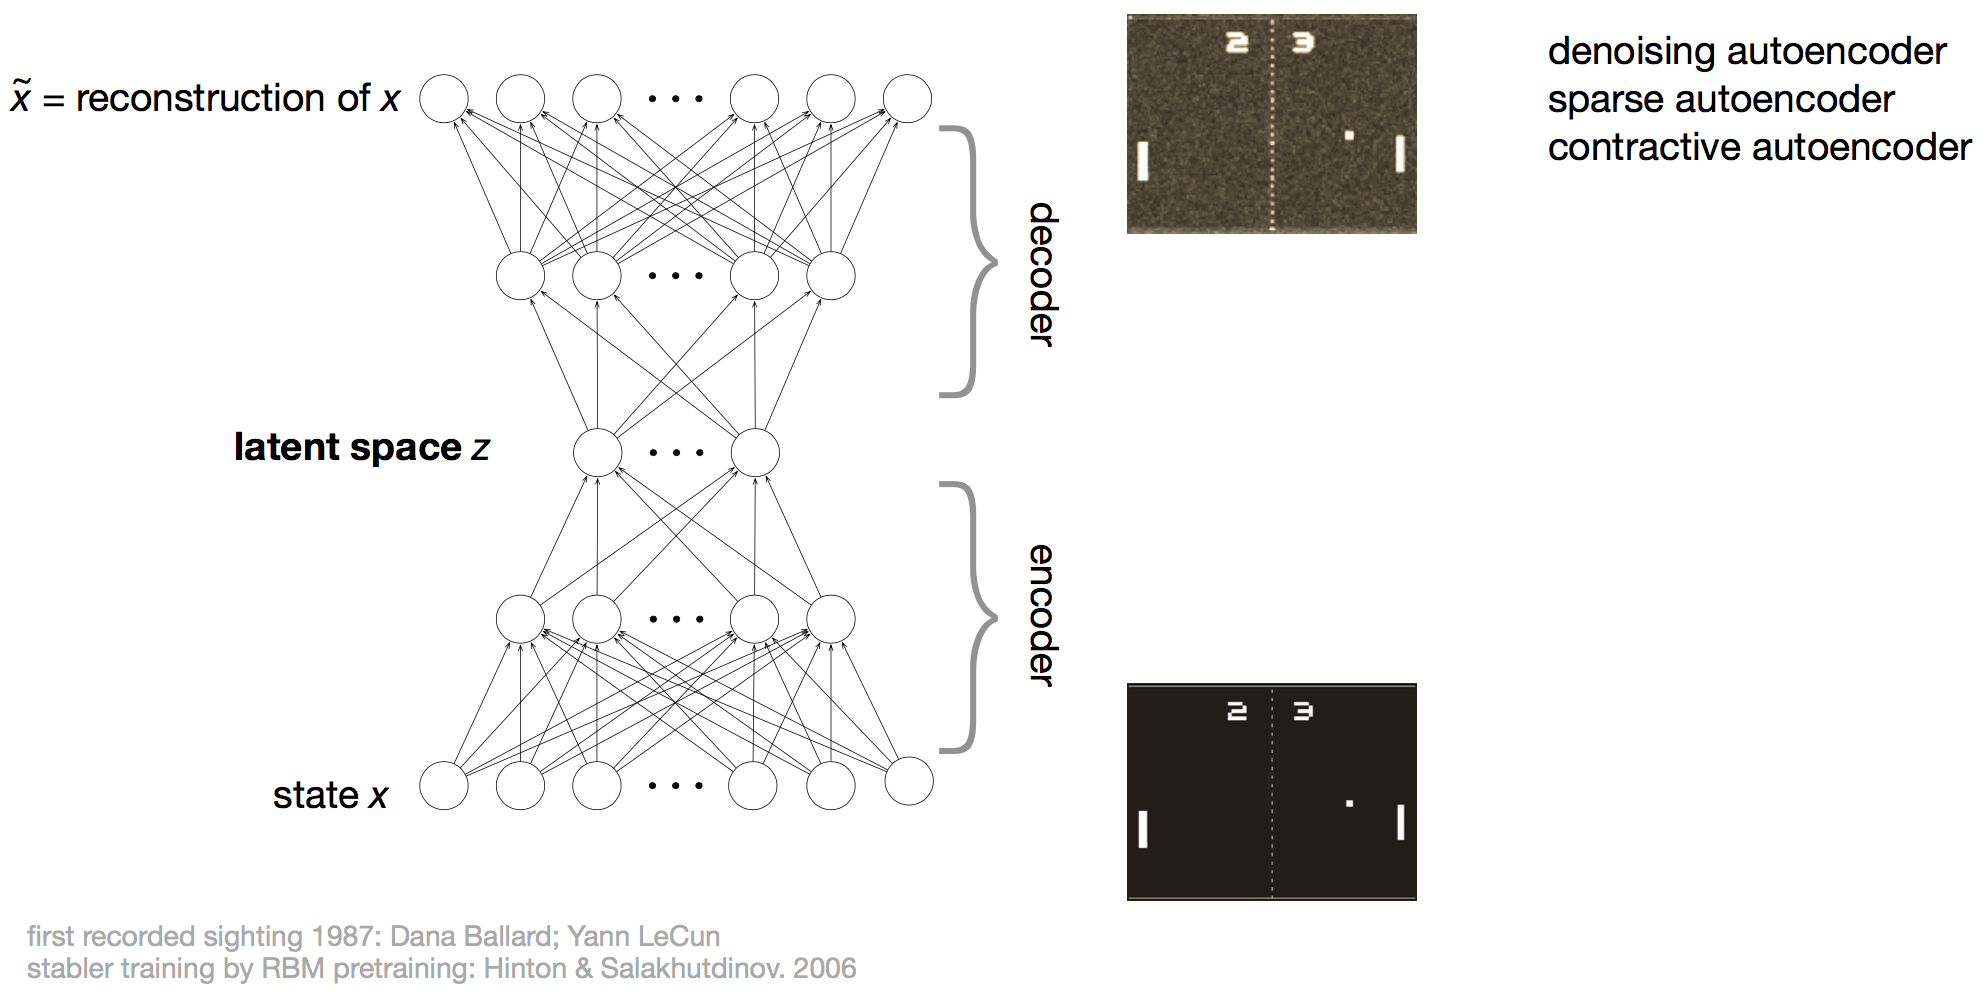 x̃ = reconstruction of x
2 3
denoising autoencoder
sparse autoencoder
contractive autoencoder
decoder
latent space z
encoder
state x
2 3
first recorded sighting 1987: Dana Ballard; Yann LeCun
stabler training by RBM pretraining: Hinton & Salakhutdinov. 2006